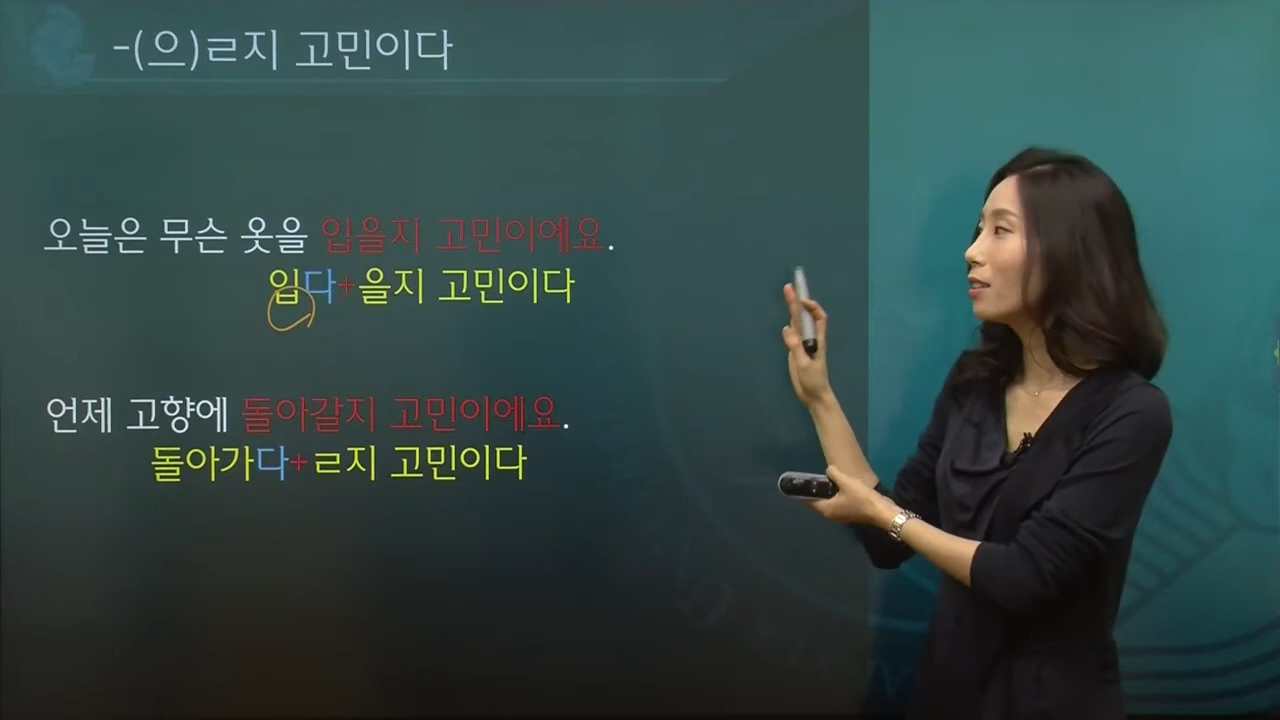 -(으)ㄹ지 고민이다
오늘은 무슨 옷을 입을지 고민이에요.
입다+을지 고민이다
언제 고향에 돌아갈지 고민이에요.
돌아가다+ㄹ지 고민이다